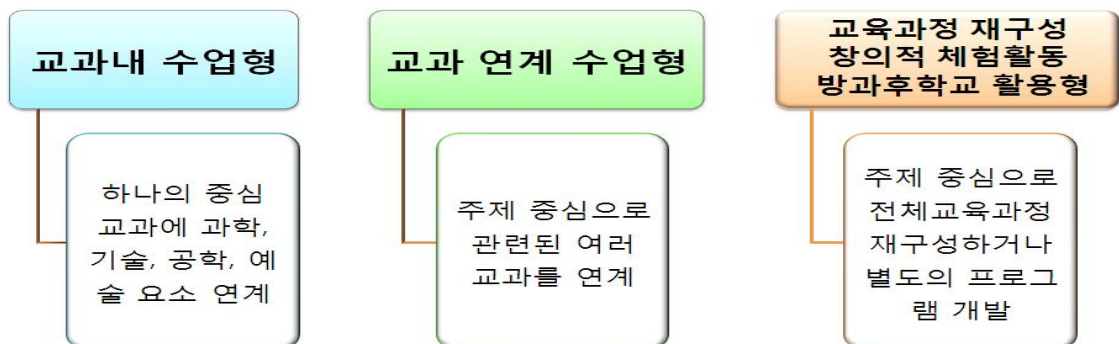 교과내 수업형
하나의 중심
교과에 과학,
기술, 공학, 예
술 요소 연계
교과 연계 수업형
주제 중심으로
관련된 여러
교과를 연계
교육과정 재구성
창의적 체험활동
방과후학교 활용형
주제 중심으로
전체교육과정
재구성하거나
별도의 프로그
램 개발